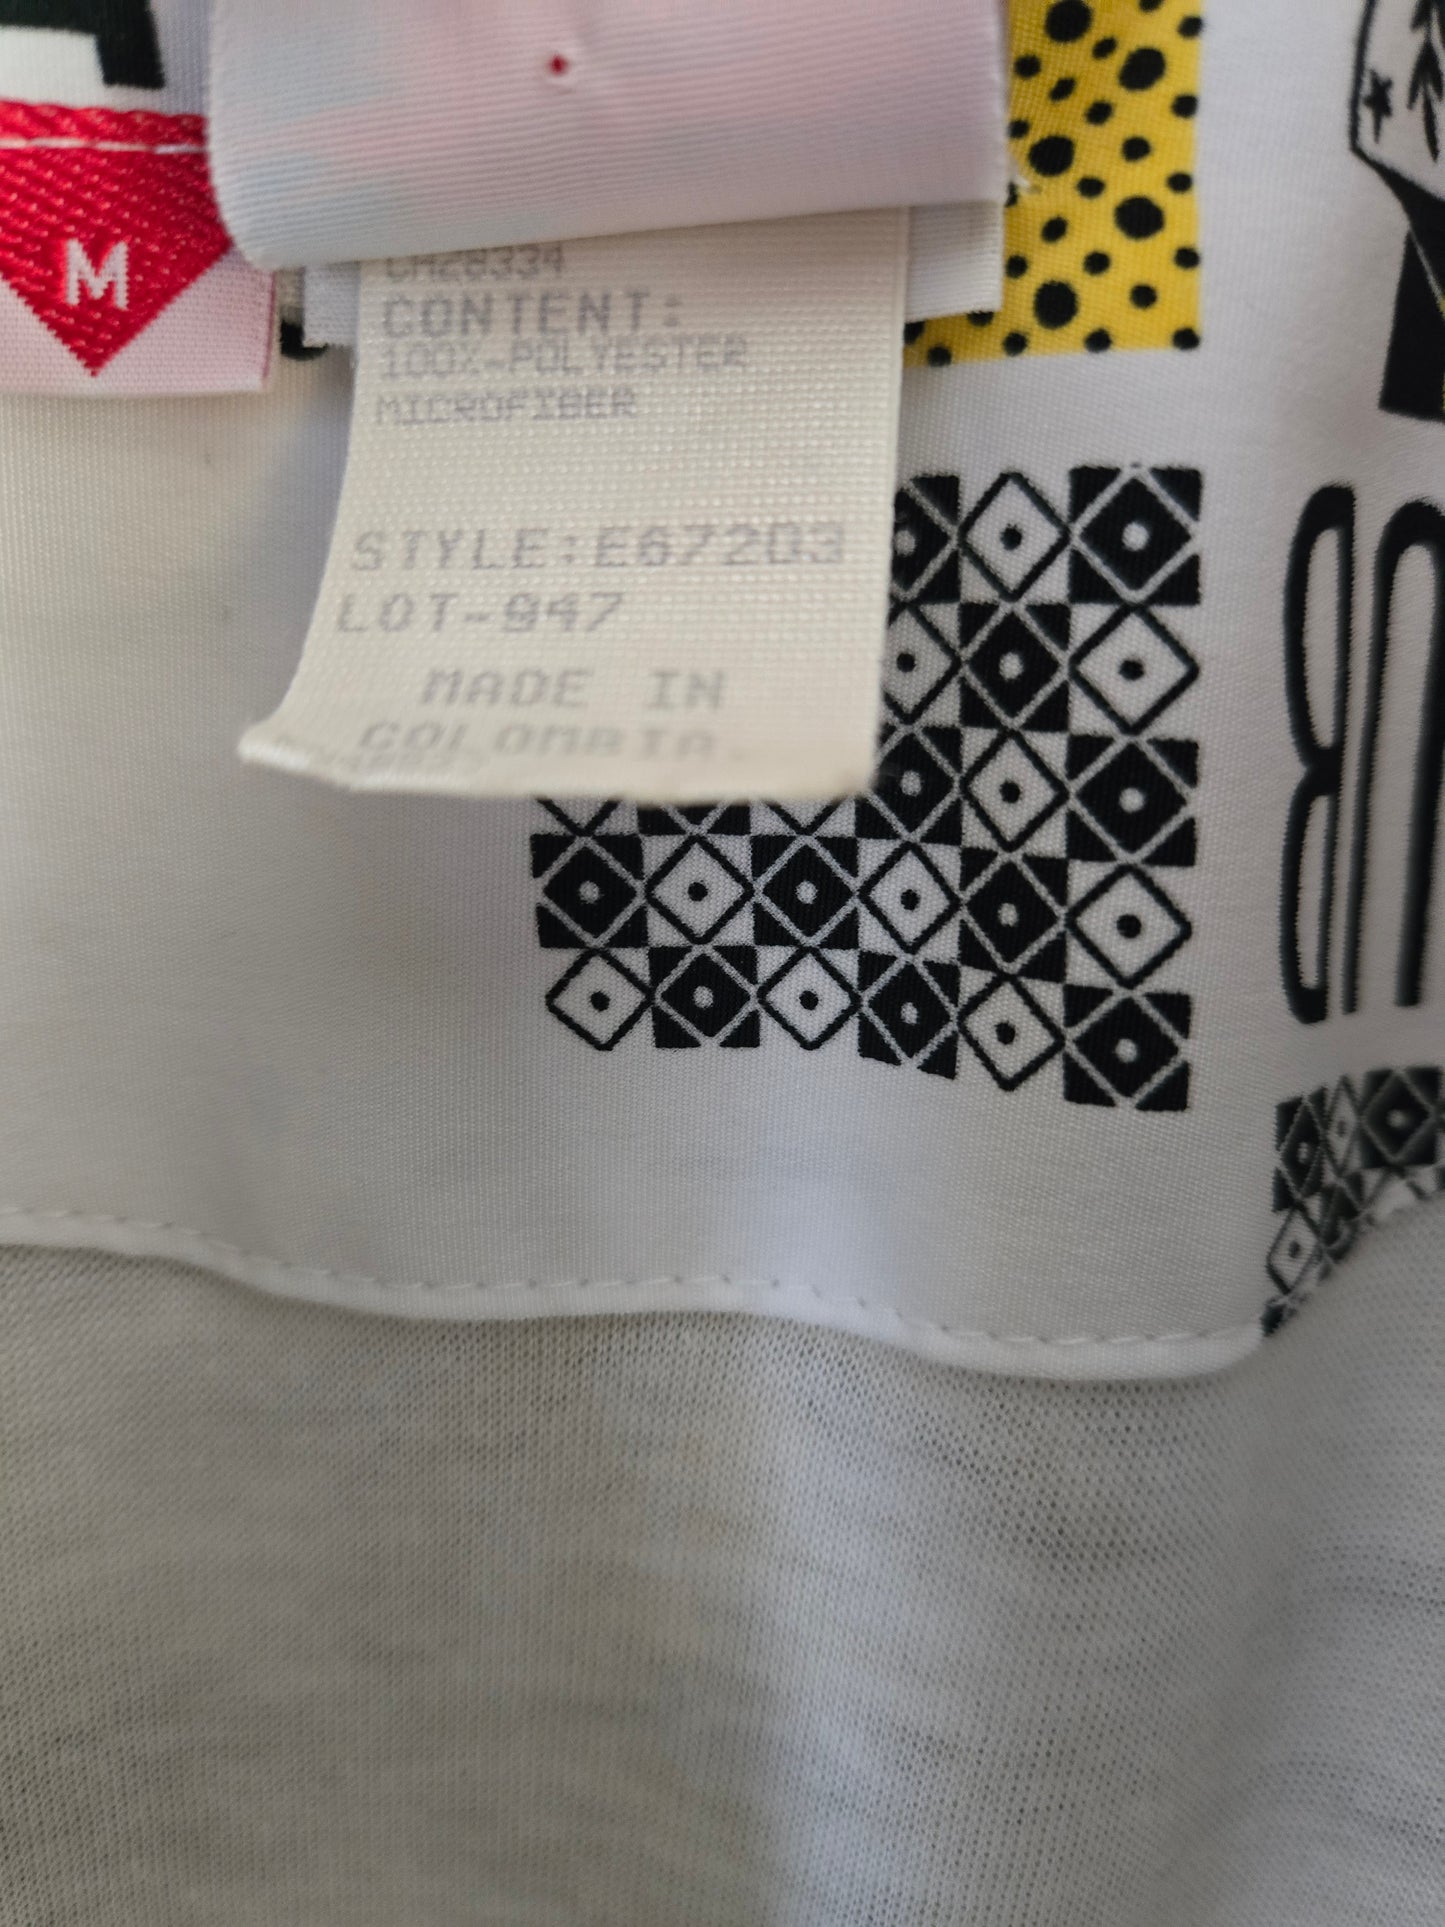 M
CA28334
CONTENT:
100%-POLYESTER
MICROFIBER
STYLE:E67203
LOT-947
MADE IN
COLOMBIA.